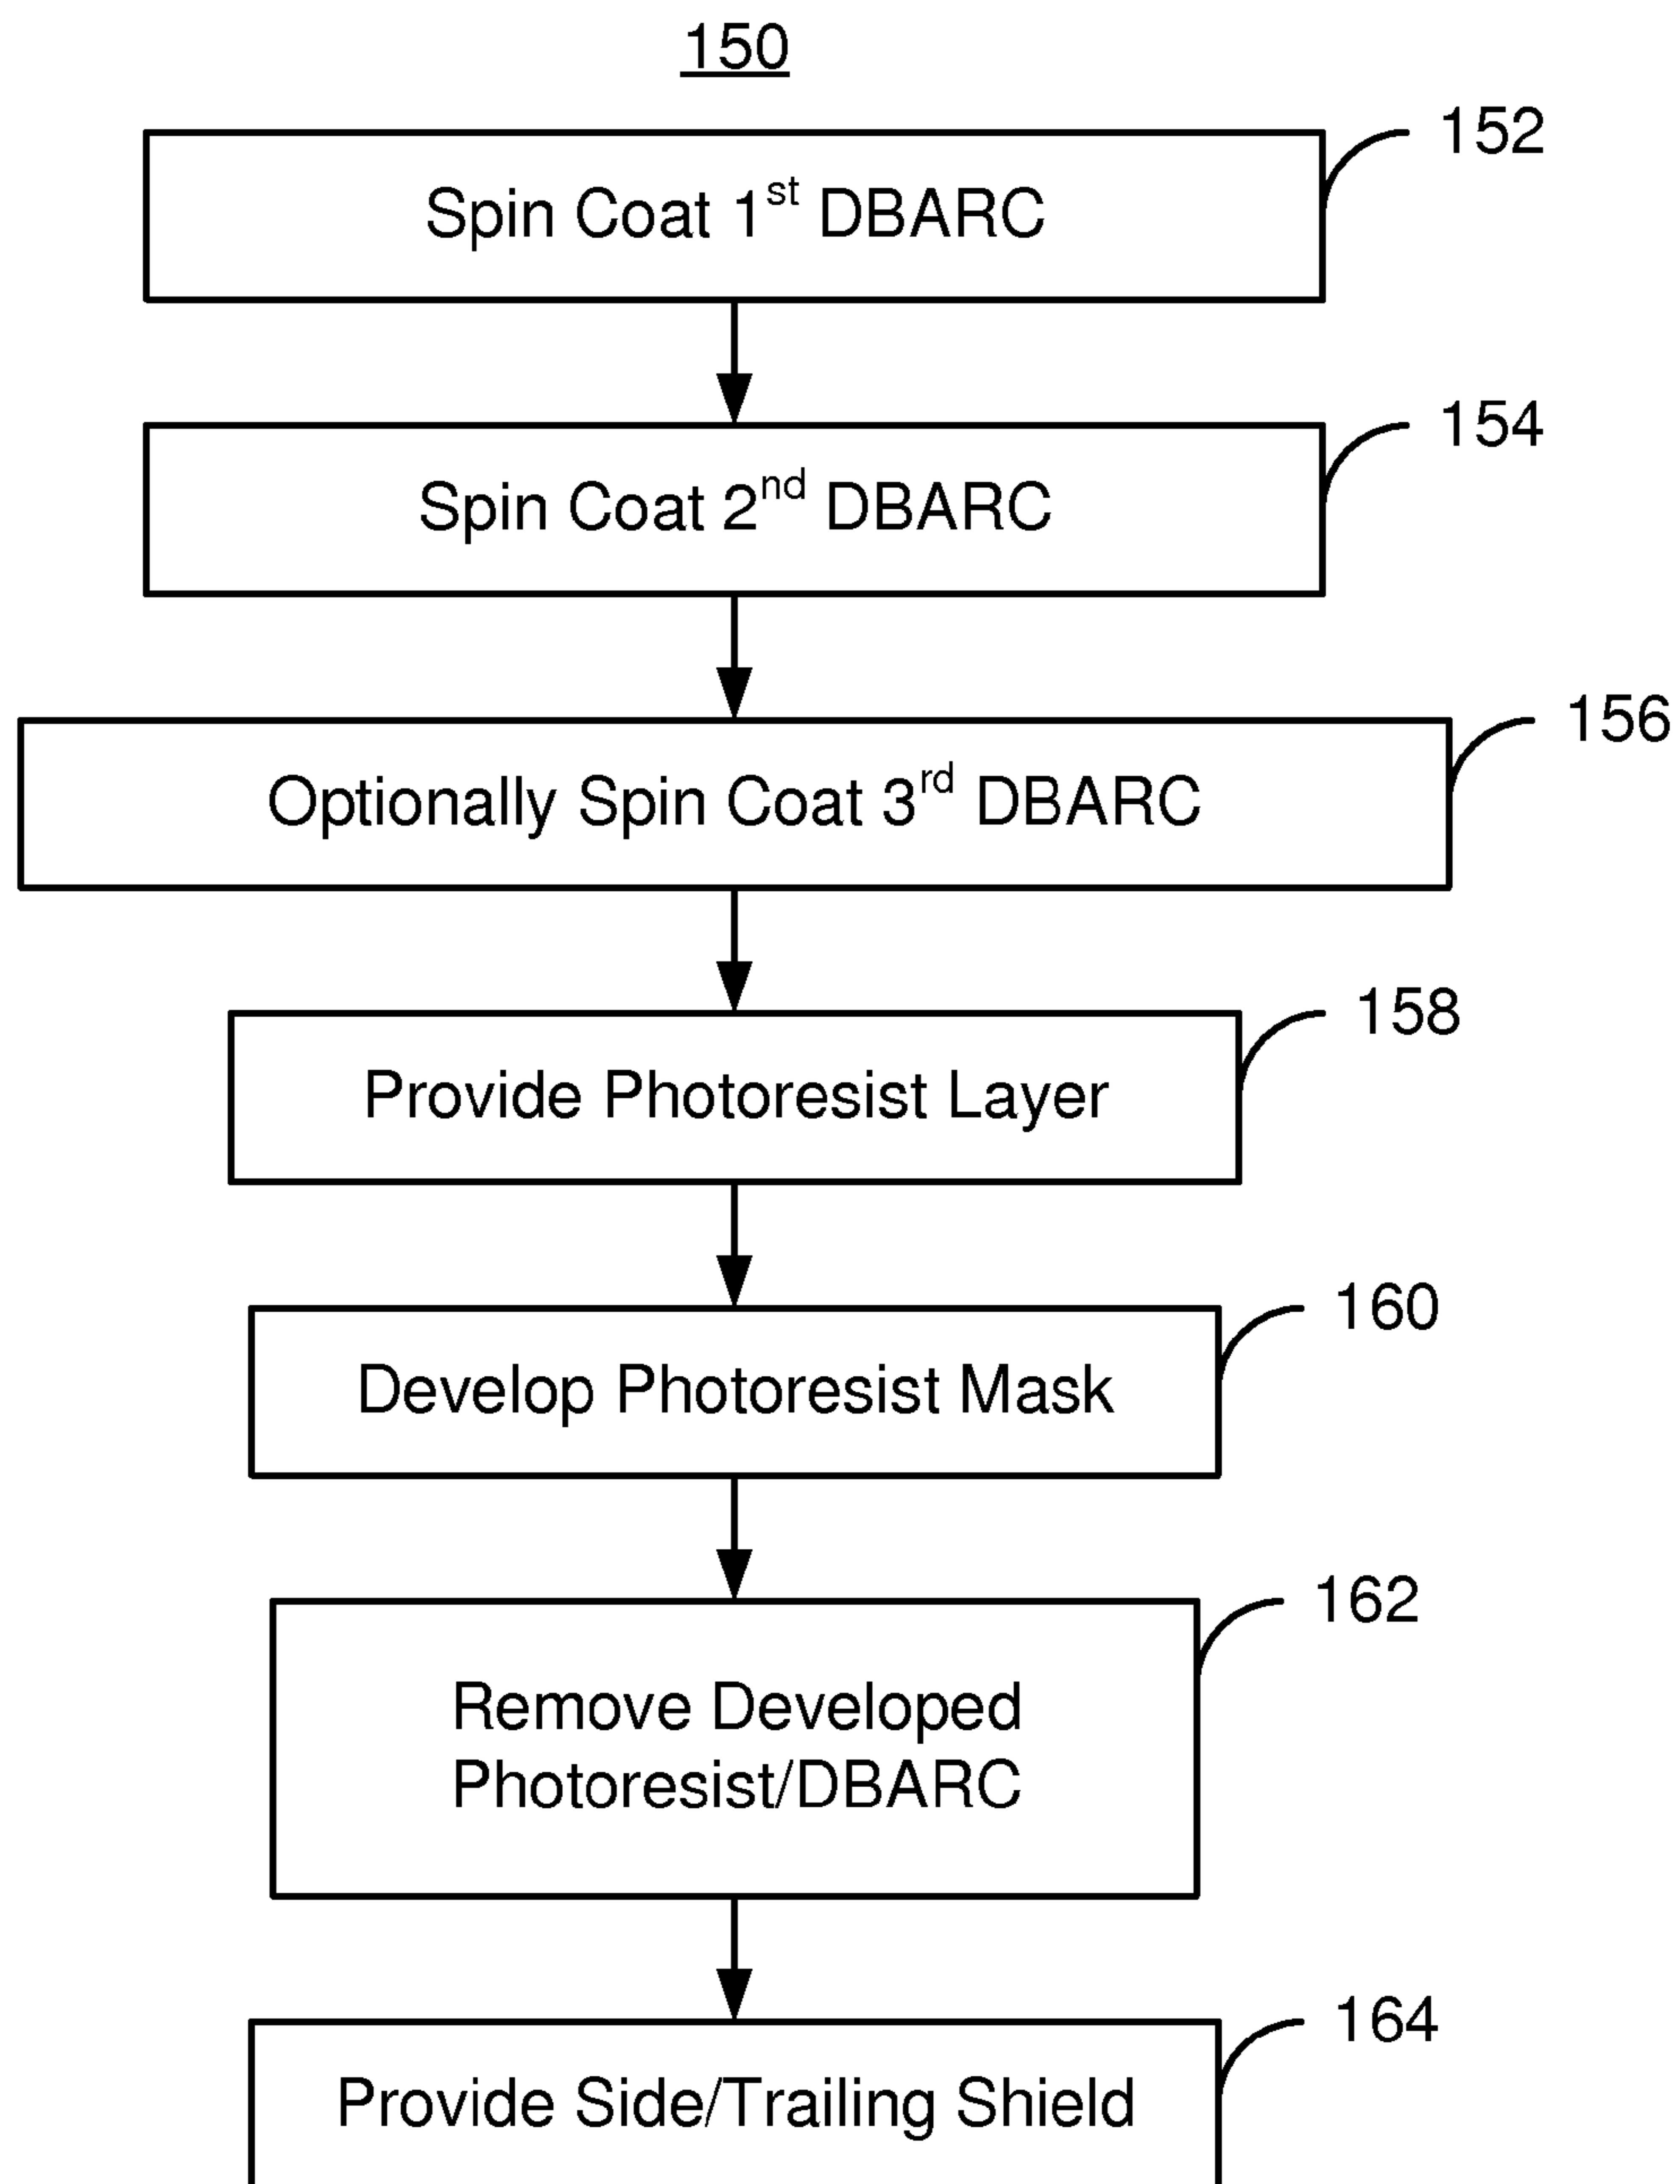 150
152
Spin Coat 1st DBARC
154
Spin Coat 2nd DBARC
156
Optionally Spin Coat 3rd DBARC
158
Provide Photoresist Layer
160
Develop Photoresist Mask
162
Remove Developed
Photoresist/DBARC
164
Provide Side/Trailing Shield